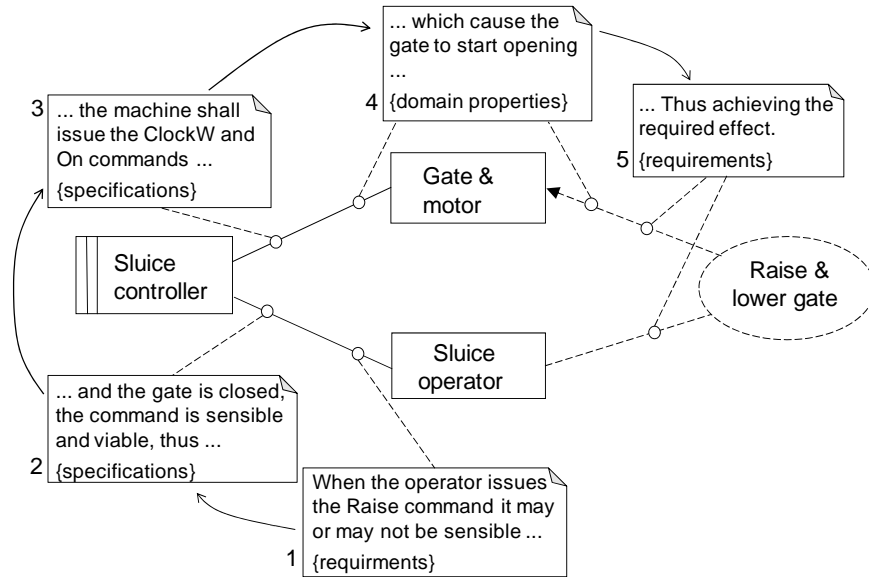 ... which cause the
gate to start opening
...
4 {domain properties}
3 ... the machine shall
issue the ClockW and
On commands ...
{specifications}
... Thus achieving the
required effect.
5 {requirements}
Gate &
motor
Sluice
controller
Raise &
lower gate
Sluice
operator
... and the gate is closed,
the command is sensible
and viable, thus ...
2 {specifications}
When the operator issues
the Raise command it may
or may not be sensible ...
1 {requirments}